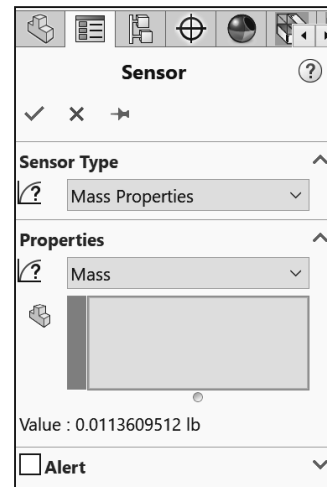 Sensor
?
Sensor Type
?
Mass Properties
Properties
?
Mass
Value : 0.0113609512 lb
Alert